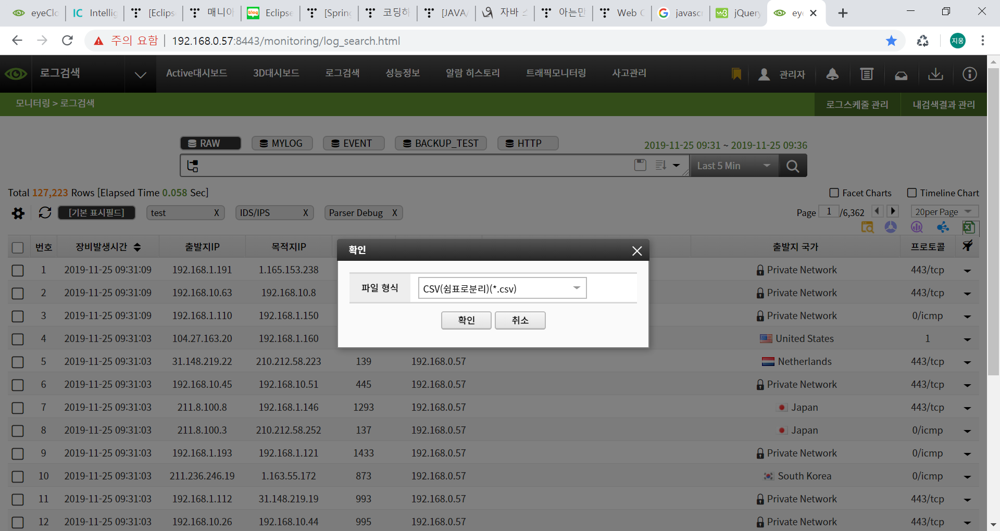 eyeClo
Intellig
[Eclips
매니아
Eclipse
[Spring
코딩하
[JAVA/
자바 스
아는만
Web C
javascr
jQuery
eye
주의 요함 192.168.0.57:8443/monitoring/log_search.html
지웅
로그검색
Active대시보드 3D대시보드 로그검색 성능정보 알람 히스토리 트래픽모니터링 사고관리
관리자
모니터링 > 로그검색
로그스케줄 관리 내검색결과 관리
RAW MYLOG EVENT BACKUP_TEST HTTP
2019-11-25 09:31 ~ 2019-11-25 09:36
Last 5 Min
Total 127,223 Rows [Elapsed Time 0.058 Sec]
Facet Charts Timeline Chart
[기본 표시필드] test X IDS/IPS X Parser Debug X
Page 1 /6,362 20per Page
번호 장비발생시간 출발지IP 목적지IP 출발지 국가 프로토콜
확인
파일 형식 CSV(쉼표로분리)(*.csv)
확인 취소
1 2019-11-25 09:31:09 192.168.1.191 1.165.153.238 Private Network 443/tcp
2 2019-11-25 09:31:09 192.168.10.63 192.168.10.8 Private Network 443/tcp
3 2019-11-25 09:31:09 192.168.1.110 192.168.1.150 Private Network 0/icmp
4 2019-11-25 09:31:03 104.27.163.20 192.168.1.160 United States 1
5 2019-11-25 09:31:03 31.148.219.22 210.212.58.223 139 192.168.0.57 Netherlands 443/tcp
6 2019-11-25 09:31:03 192.168.10.45 192.168.10.51 445 192.168.0.57 Private Network 443/tcp
7 2019-11-25 09:31:03 211.8.100.8 192.168.1.146 1293 192.168.0.57 Japan 443/tcp
8 2019-11-25 09:31:03 211.8.100.3 210.212.58.252 137 192.168.0.57 Japan 0/icmp
9 2019-11-25 09:31:03 192.168.1.193 192.168.1.121 1433 192.168.0.57 Private Network 0/icmp
10 2019-11-25 09:31:03 211.236.246.19 1.163.55.172 873 192.168.0.57 South Korea 0/icmp
11 2019-11-25 09:31:03 192.168.1.112 31.148.219.19 993 192.168.0.57 Private Network 443/tcp
12 2019-11-25 09:31:03 192.168.10.26 192.168.10.44 995 192.168.0.57 Private Network 443/tcp